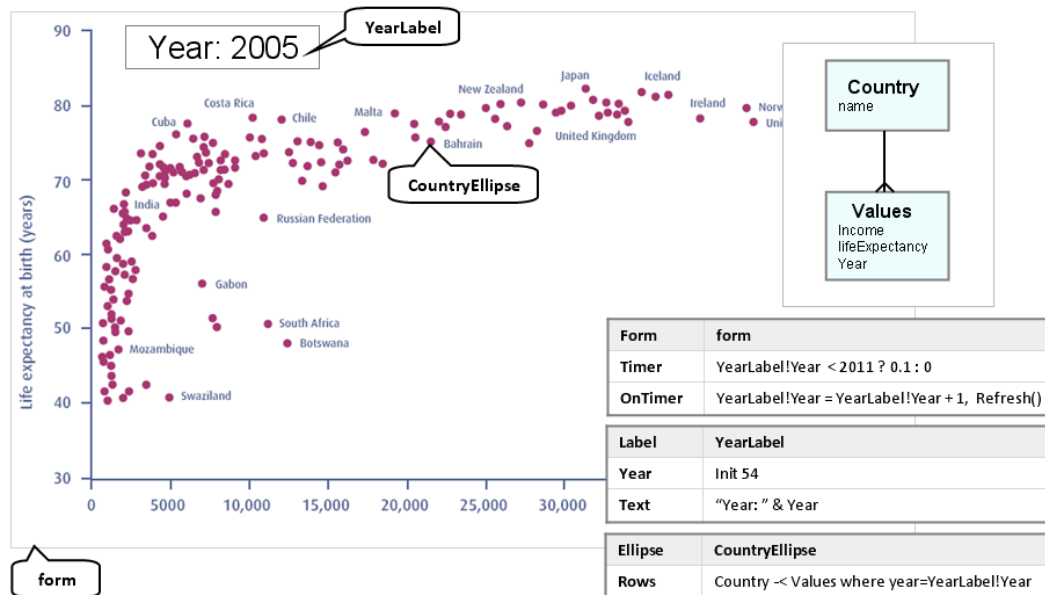 90
Year: 2005
YearLabel
Japan
Iceland
New Zealand
80
Costa Rica
Malta
Ireland
Norw
Cuba
Chile
Uni
United Kingdom
Bahrain
CountryEllipse
70
India
Russian Federation
60
Gabon
50
South Africa
Mozambique
Botswana
40
Swaziland
30
Life expectancy at birth (years)
0
5000
10,000
15,000
20,000
25,000
30,000
form
Country
name
Values
Income
lifeExpectancy
Year
Form form
Timer YearLabel!Year < 2011 ? 0.1 : 0
OnTimer YearLabel!Year = YearLabel!Year + 1, Refresh()
Label YearLabel
Year Init 54
Text “Year: ” & Year
Ellipse CountryEllipse
Rows Country -< Values where year=YearLabel!Year